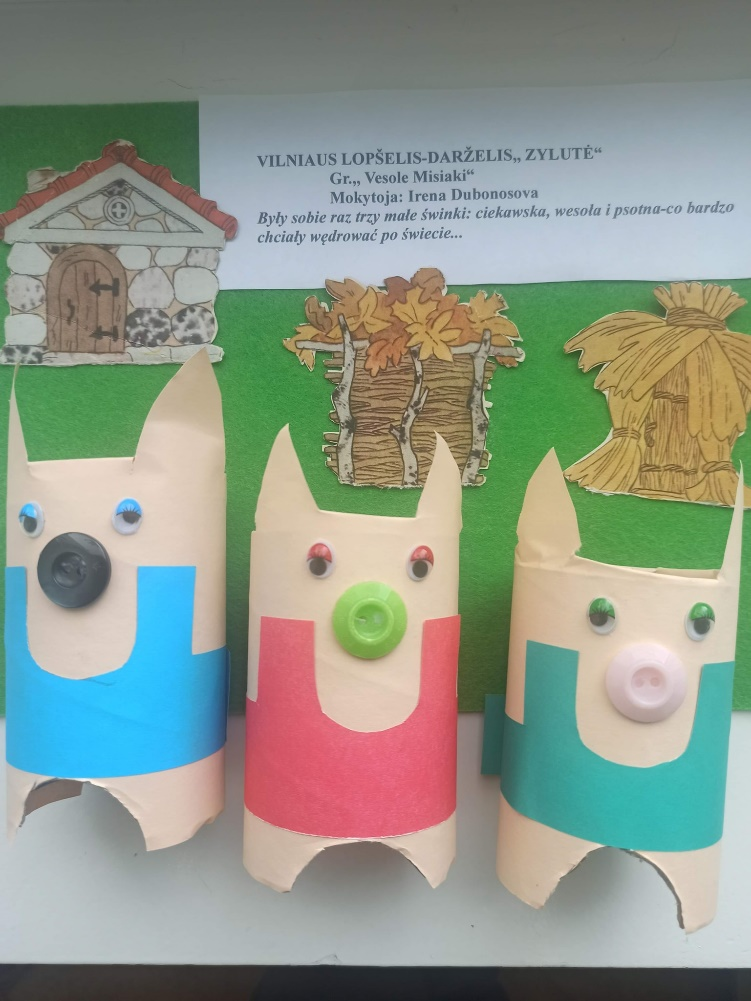 VILNIAUS LOPŠELIS-DARŽELIS„ ZYLUTĖ“
Gr.„ Vesole Misiaki“
Mokytoja: Irena Dubonosova
Były sobie raz trzy małe świnki: ciekawska, wesoła i psotna-co bardzo
chciały wędrować po świecie...